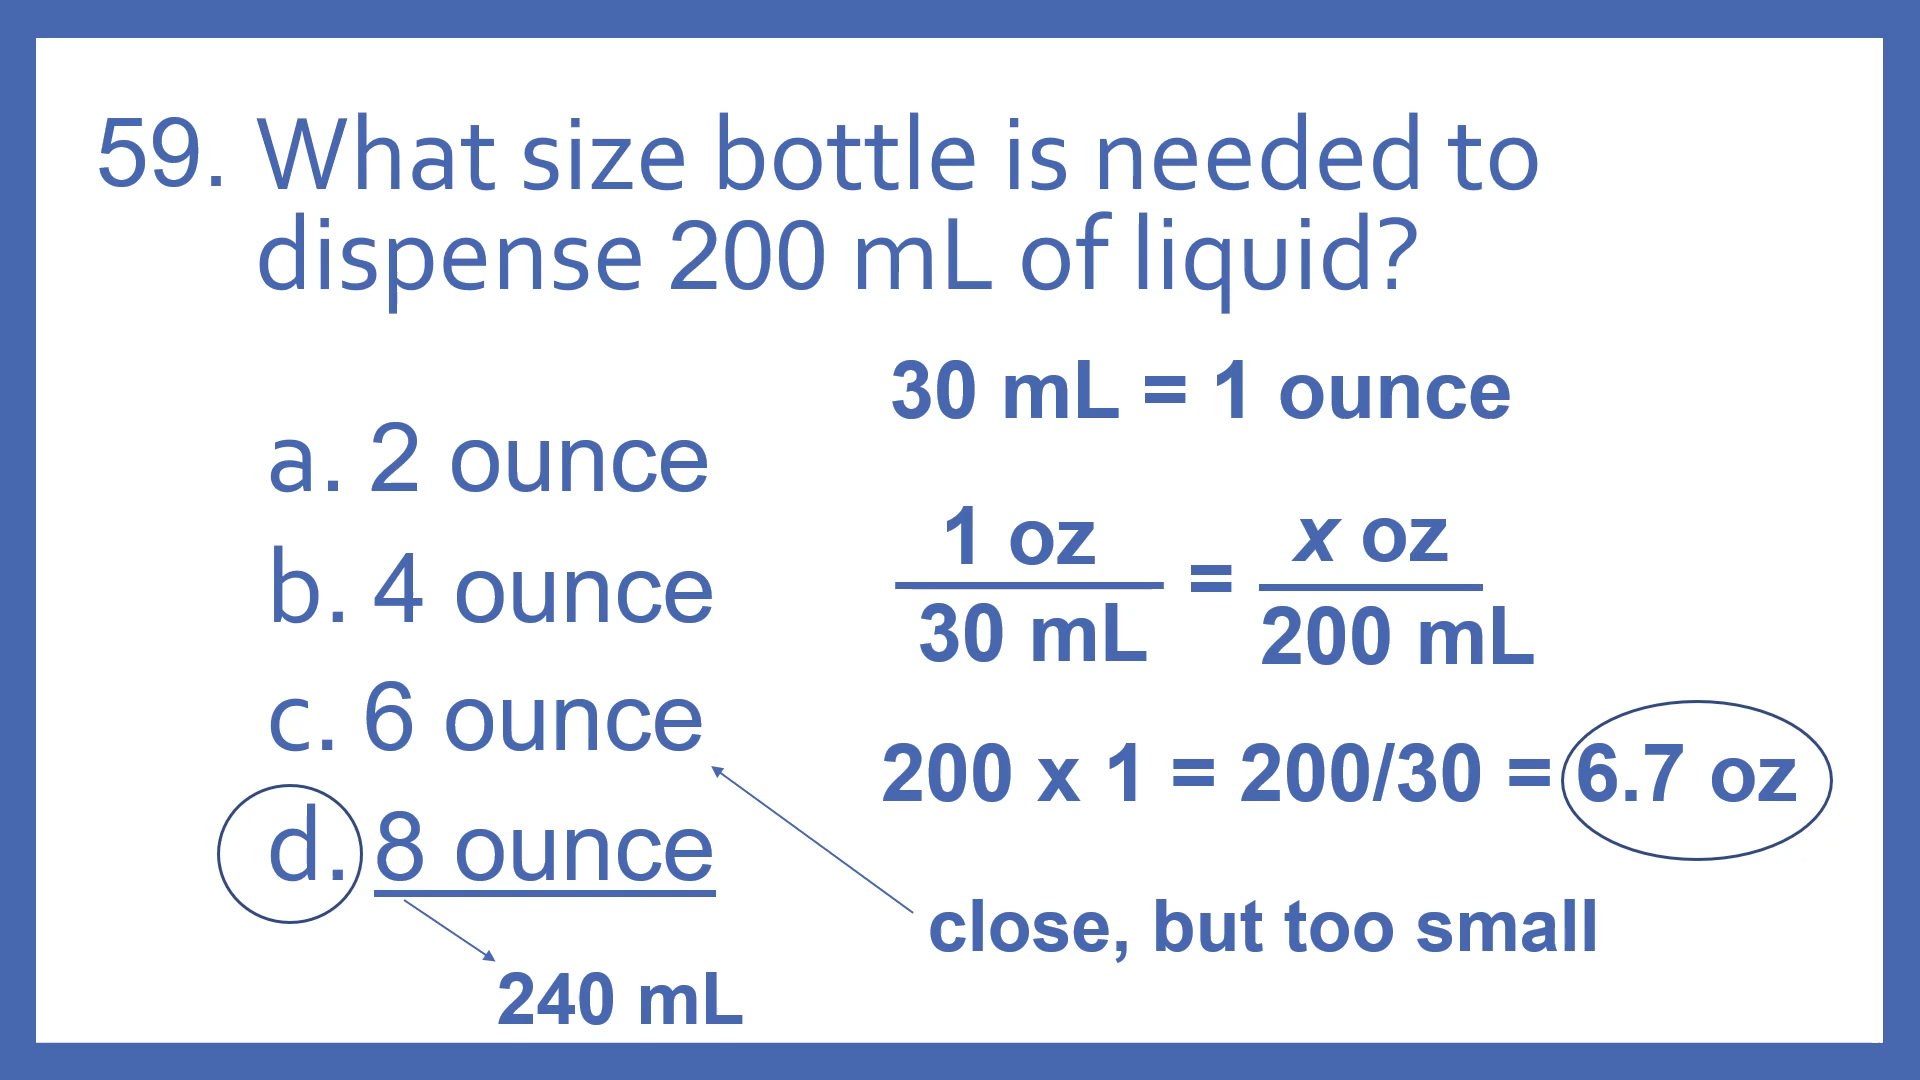 59. What size bottle is needed to
dispense 200 mL of liquid?
a. 2 ounce
b. 4 ounce
c. 6 ounce
d. 8 ounce
240 mL
30 mL = 1 ounce
1 oz = x oz
30 mL 200 mL
200 x 1 = 200/30 = 6.7 oz
close, but too small